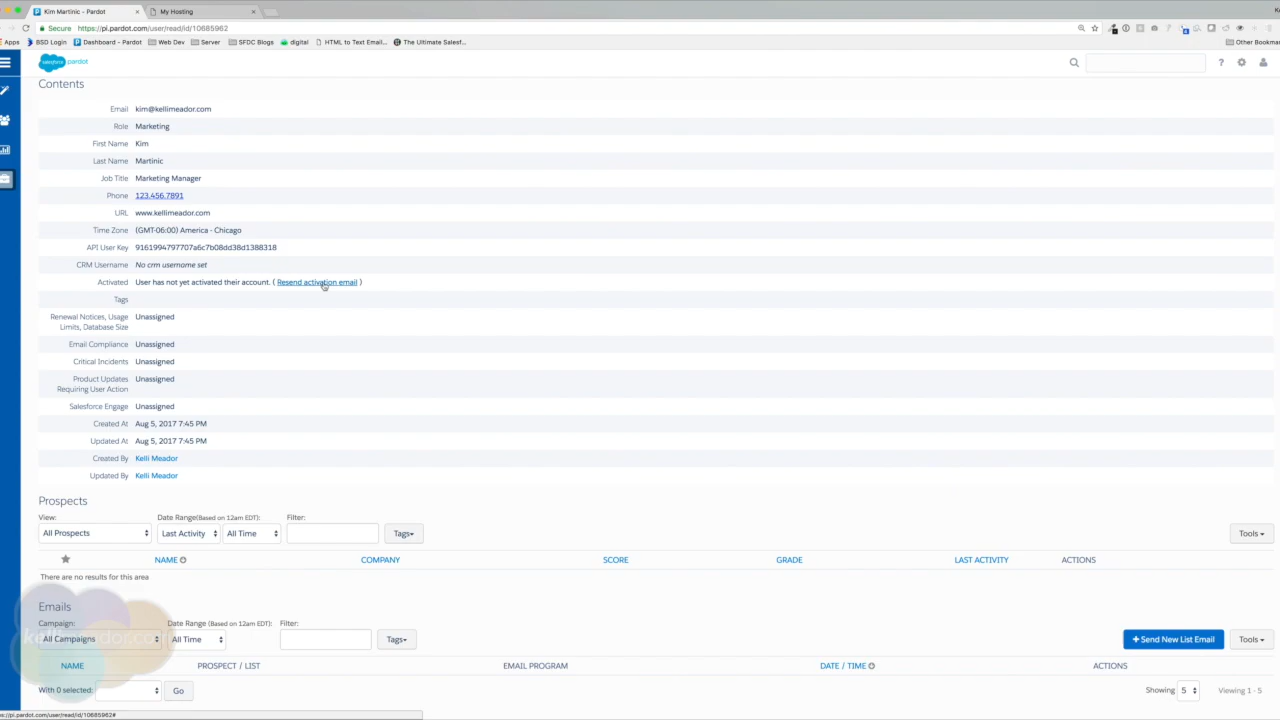 Kim Martinic - Pardot
My Hosting
Secure https://pi.pardot.com/user/read/id/10685962
Apps BSD Login Dashboard - Pardot Web Dev Server SFDC Blogs digital HTML to Text Email... The Ultimate Salesf... Other Bookmar
salesforce pardot
Contents
Email kim@kellimeador.com
Role Marketing
First Name Kim
Last Name Martinic
Job Title Marketing Manager
Phone 123.456.7891
URL www.kellimeador.com
Time Zone (GMT-06:00) America - Chicago
API User Key 9161994797707a6c7b08dd38d1388318
CRM Username No crm username set
Activated User has not yet activated their account. ( Resend activation email )
Tags
Renewal Notices, Usage Unassigned
Limits, Database Size
Email Compliance Unassigned
Critical Incidents Unassigned
Product Updates Unassigned
Requiring User Action
Salesforce Engage Unassigned
Created At Aug 5, 2017 7:45 PM
Updated At Aug 5, 2017 7:45 PM
Created By Kelli Meador
Updated By Kelli Meador
Prospects
View: Date Range(Based on 12am EDT): Filter:
All Prospects Last Activity All Time Tags Tools
NAME COMPANY SCORE GRADE LAST ACTIVITY ACTIONS
There are no results for this area
Emails
Campaign: Date Range (Based on 12am EDT): Filter:
All Campaigns All Time Tags +Send New List Email Tools
kellimeador.com
NAME PROSPECT / LIST EMAIL PROGRAM DATE / TIME ACTIONS
With 0 selected: Go Showing 5 Viewing 1 - 5
s://pi.pardot.com/user/read/id/10685962#